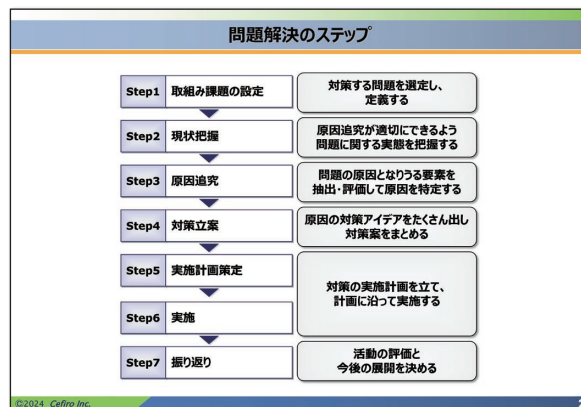 問題解決のステップ
Step1 取組み課題の設定
対策する問題を選定し、
定義する
Step2 現状把握
原因追究が適切にできるよう
問題に関する実態を把握する
Step3 原因追究
問題の原因となりうる要素を
抽出・評価して原因を特定する
Step4 対策立案
原因の対策アイデアをたくさん出し
対策案をまとめる
Step5 実施計画策定
対策の実施計画を立て、
計画に沿って実施する
Step6 実施
Step7 振り返り
活動の評価と
今後の展開を決める
©2024 Cefiro Inc.